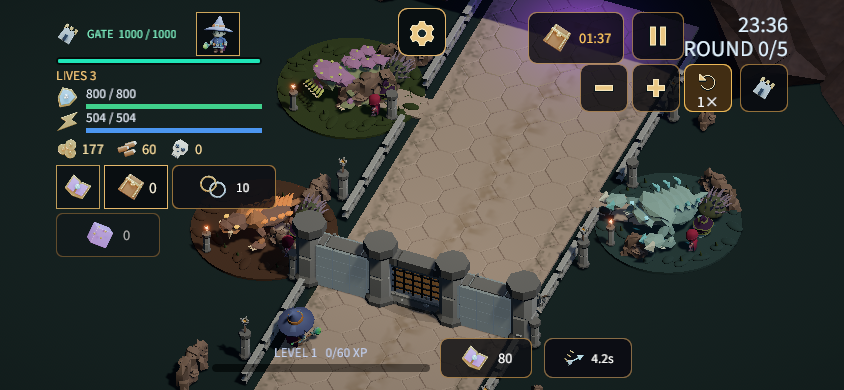 GATE 1000 / 1000
LIVES 3
800 / 800
504 / 504
177 60 0
0 10
0
01:37
23:36
ROUND 0/5
1×
LEVEL 1 0/60 XP
80
4.2s